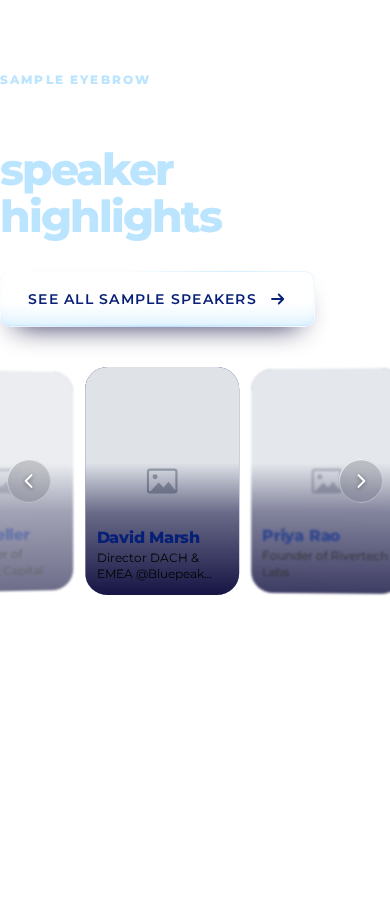 SAMPLE EYEBROW
speaker
highlights
SEE ALL SAMPLE SPEAKERS
David Marsh
Director DACH &
EMEA @Bluepeak...
Priya Rao
Founder of Rivertech
Labs
Capital